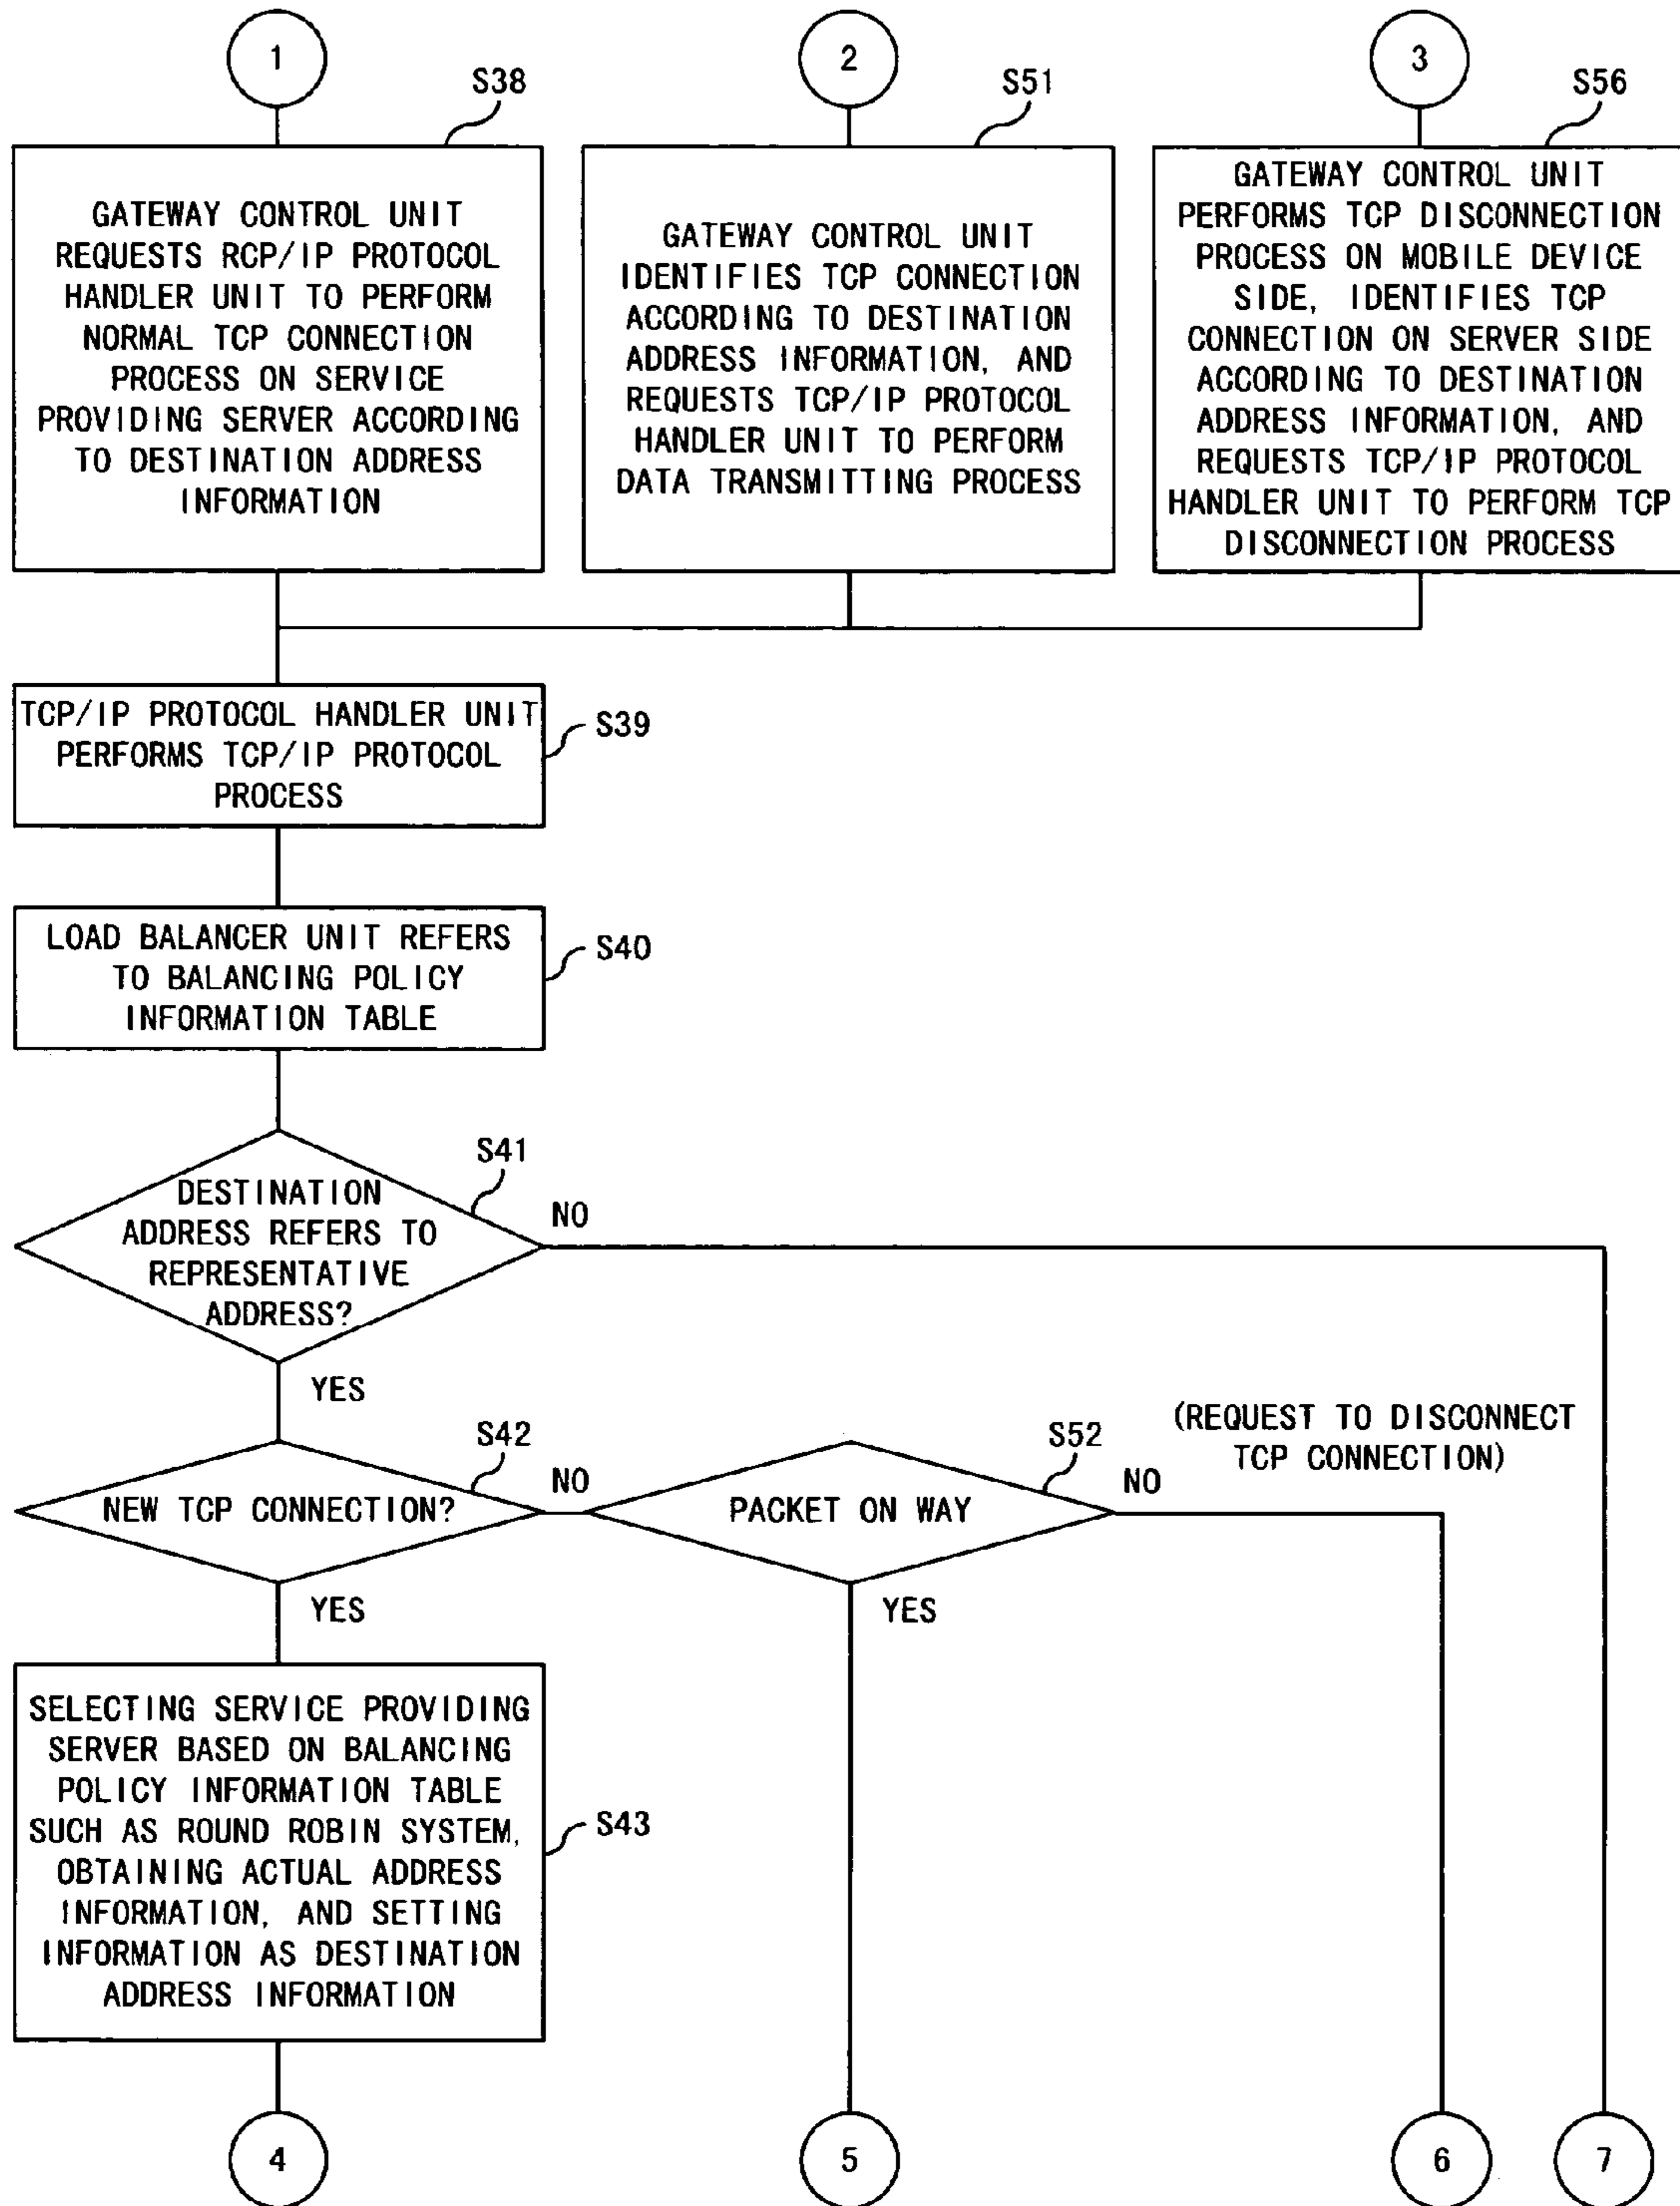 1
2
3
S38
S51
S56
GATEWAY CONTROL UNIT
REQUESTS RCP/IP PROTOCOL
HANDLER UNIT TO PERFORM
NORMAL TCP CONNECTION
PROCESS ON SERVICE
PROVIDING SERVER ACCORDING
TO DESTINATION ADDRESS
INFORMATION
GATEWAY CONTROL UNIT
IDENTIFIES TCP CONNECTION
ACCORDING TO DESTINATION
ADDRESS INFORMATION, AND
REQUESTS TCP/IP PROTOCOL
HANDLER UNIT TO PERFORM
DATA TRANSMITTING PROCESS
GATEWAY CONTROL UNIT
PERFORMS TCP DISCONNECTION
PROCESS ON MOBILE DEVICE
SIDE, IDENTIFIES TCP
CONNECTION ON SERVER SIDE
ACCORDING TO DESTINATION
ADDRESS INFORMATION, AND
REQUESTS TCP/IP PROTOCOL
HANDLER UNIT TO PERFORM TCP
DISCONNECTION PROCESS
TCP/IP PROTOCOL HANDLER UNIT
PERFORMS TCP/IP PROTOCOL
PROCESS
S39
LOAD BALANCER UNIT REFERS
TO BALANCING POLICY
INFORMATION TABLE
S40
S41
DESTINATION
ADDRESS REFERS TO
REPRESENTATIVE
ADDRESS?
NO
YES
S42
NEW TCP CONNECTION?
NO
S52
PACKET ON WAY
NO
(REQUEST TO DISCONNECT
TCP CONNECTION)
YES
YES
SELECTING SERVICE PROVIDING
SERVER BASED ON BALANCING
POLICY INFORMATION TABLE
SUCH AS ROUND ROBIN SYSTEM,
OBTAINING ACTUAL ADDRESS
INFORMATION, AND SETTING
INFORMATION AS DESTINATION
ADDRESS INFORMATION
S43
4
5
6
7